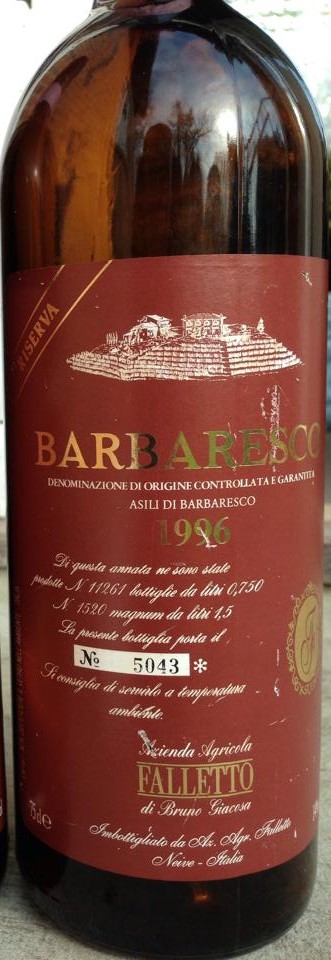 RISERVA
BARBARESCO
DENOMINAZIONE DI ORIGINE CONTROLLATA E GARANTITA
ASILI DI BARBARESCO
1996
Di questa annata ne sono state
prodotte N° 11261 bottiglie da litri 0,750
N° 1520 magnum da litri 1,5
La presente bottiglia porta il
No 5043 *
Si consiglia di servirlo a temperatura
ambiente.
Azienda Agricola
FALLETTO
di Bruno Giacosa
75cl e
Imbottigliato da Az. Agr. Falletto
Neive - Italia